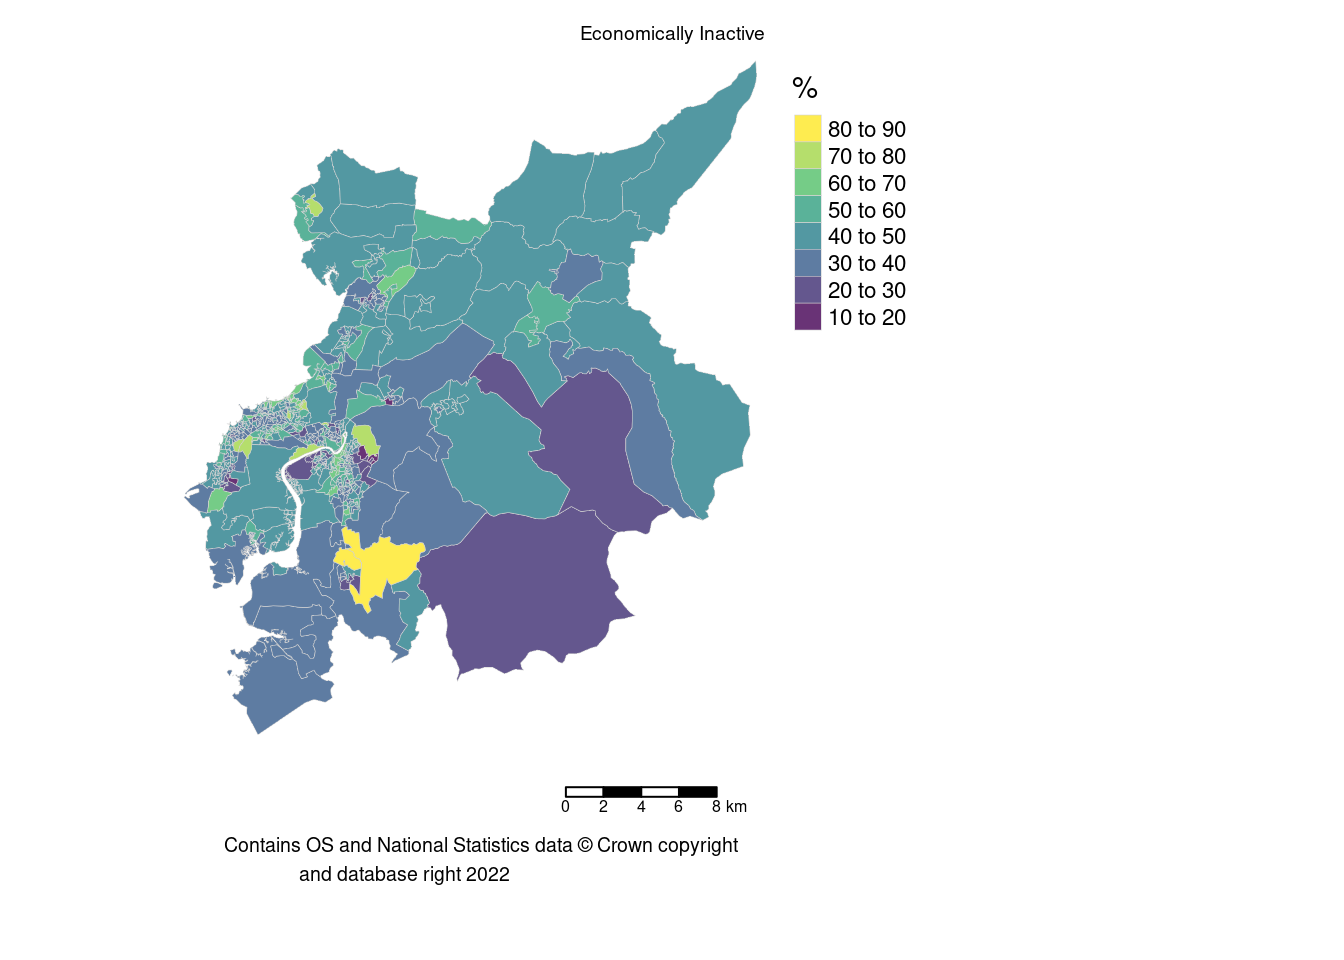 Economically Inactive
%
80 to 90
70 to 80
60 to 70
50 to 60
40 to 50
30 to 40
20 to 30
10 to 20
0 2 4 6 8 km
Contains OS and National Statistics data © Crown copyright
and database right 2022